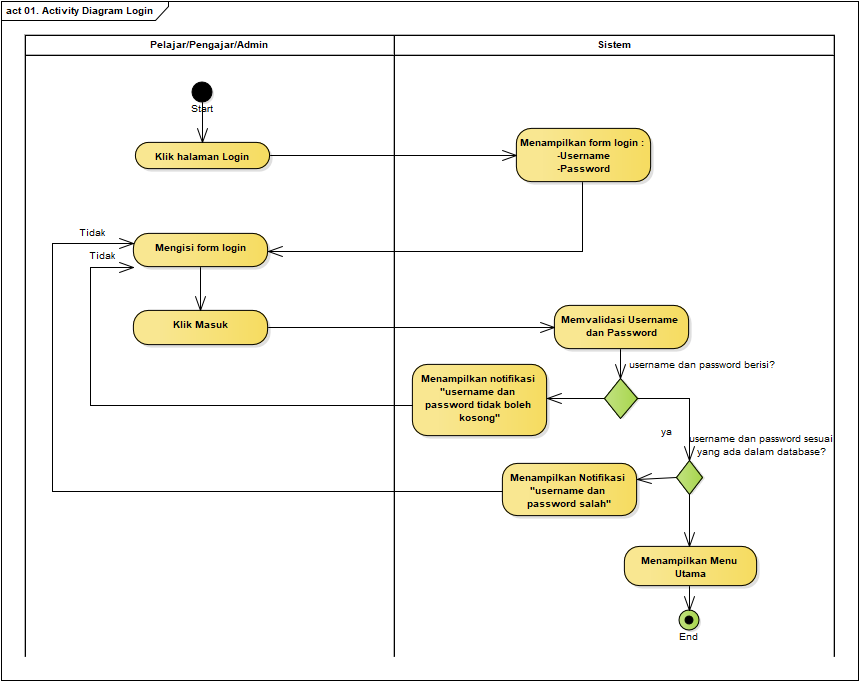 act 01. Activity Diagram Login
Pelajar/Pengajar/Admin
Sistem
Start
Klik halaman Login
Menampilkan form login :
-Username
-Password
Tidak
Mengisi form login
Tidak
Klik Masuk
Memvalidasi Username
dan Password
username dan password berisi?
Menampilkan notifikasi
"username dan
password tidak boleh
kosong"
ya
username dan password sesuai
yang ada dalam database?
Menampilkan Notifikasi
"username dan
password salah"
Menampilkan Menu
Utama
End